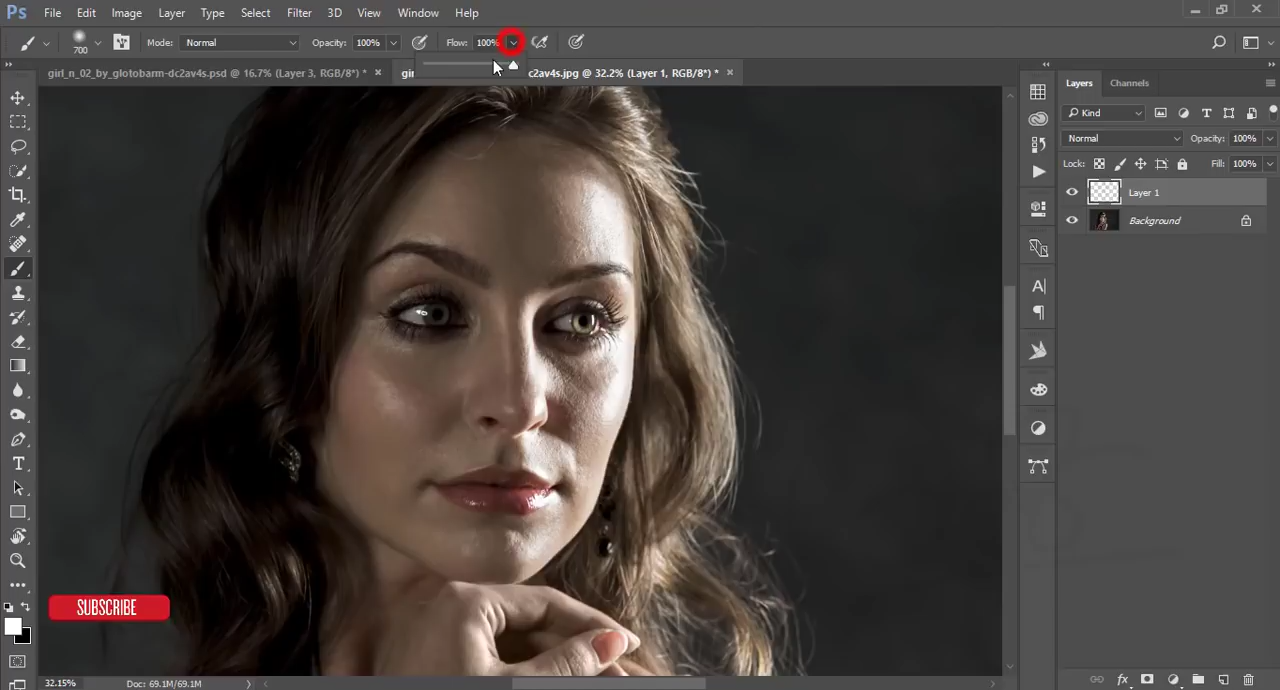 Ps File Edit Image Layer Type Select Filter 3D View Window Help
700 Mode: Normal Opacity: 100% Flow: 100%
girl_n_02_by_glotobarm-dc2av4s.psd @ 16.7% (Layer 3, RGB/8*) * × gir c2av4s.jpg @ 32.2% (Layer 1, RGB/8*) * ×
Layers Channels
Kind
Normal Opacity: 100%
Lock: Fill: 100%
Layer 1
Background
SUBSCRIBE
32.15% Doc: 69.1M/69.1M